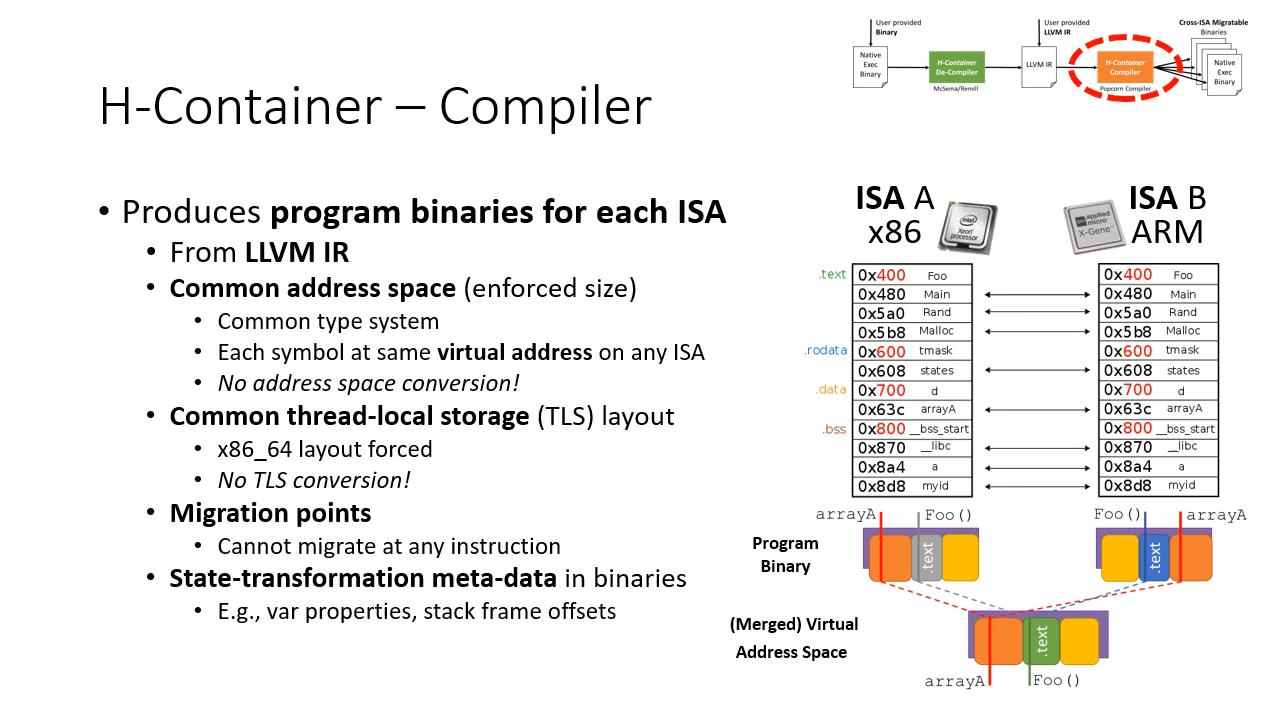 User provided
Binary
User provided
LLVM IR
Cross-ISA Migratable
Binaries
Native
Exec
Binary
H-Container
De-Compiler
McSema/Remill
LLVM IR
H-Container
Compiler
Popcorn Compiler
Native
Exec
Binary
H-Container – Compiler
• Produces program binaries for each ISA
• From LLVM IR
• Common address space (enforced size)
• Common type system
• Each symbol at same virtual address on any ISA
• No address space conversion!
• Common thread-local storage (TLS) layout
• x86_64 layout forced
• No TLS conversion!
• Migration points
• Cannot migrate at any instruction
• State-transformation meta-data in binaries
• E.g., var properties, stack frame offsets
ISA A
x86
intel
Xeon
processor
applied
micro
X-Gene
ISA B
ARM
.text
0x400 Foo
0x480 Main
0x5a0 Rand
0x5b8 Malloc
.rodata
0x600 tmask
0x608 states
.data
0x700 d
0x63c arrayA
.bss
0x800 __bss_start
0x870 __libc
0x8a4 a
0x8d8 myid
0x400 Foo
0x480 Main
0x5a0 Rand
0x5b8 Malloc
0x600 tmask
0x608 states
0x700 d
0x63c arrayA
0x800 __bss_start
0x870 __libc
0x8a4 a
0x8d8 myid
arrayA
Foo()
Foo()
arrayA
Program
Binary
.text
.text
(Merged) Virtual
Address Space
.text
arrayA
Foo()